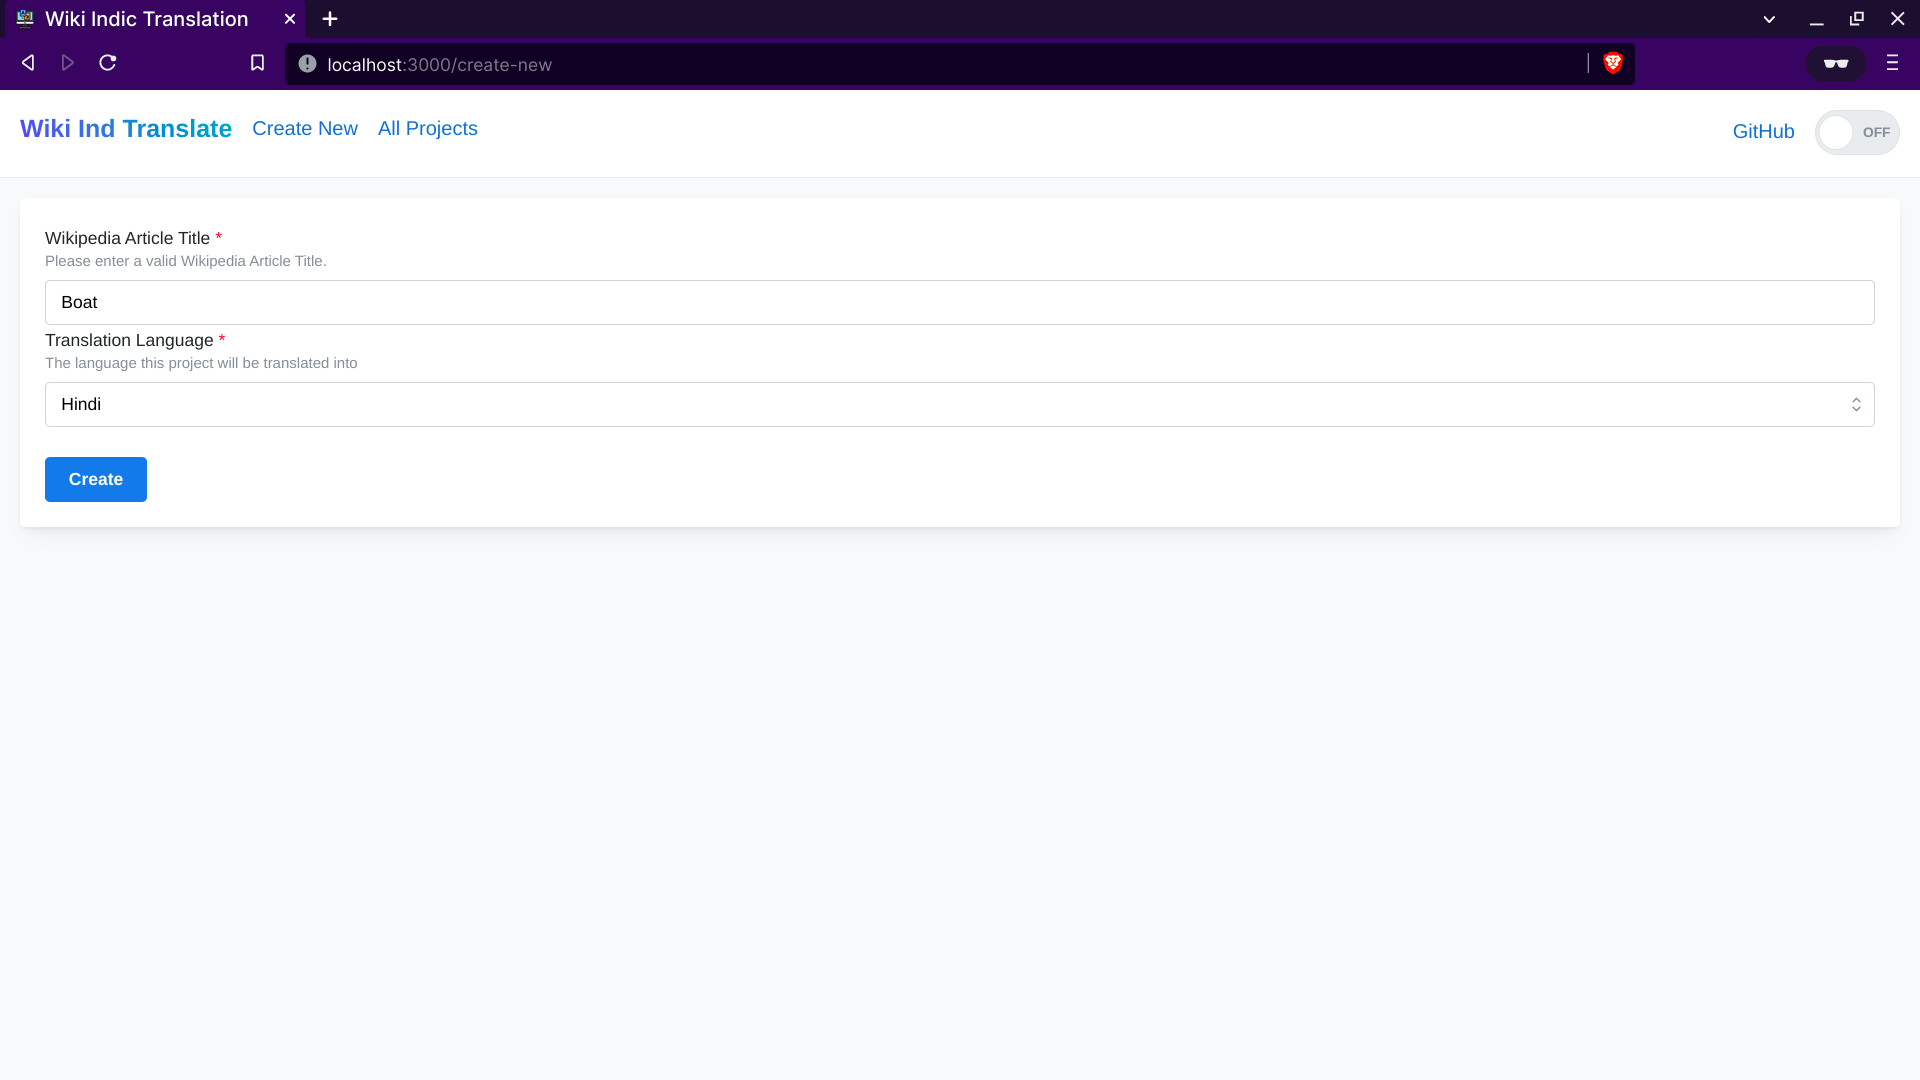 Wiki Indic Translation
localhost:3000/create-new
Wiki Ind Translate Create New All Projects GitHub OFF
Wikipedia Article Title *
Please enter a valid Wikipedia Article Title.
Boat
Translation Language *
The language this project will be translated into
Hindi
Create